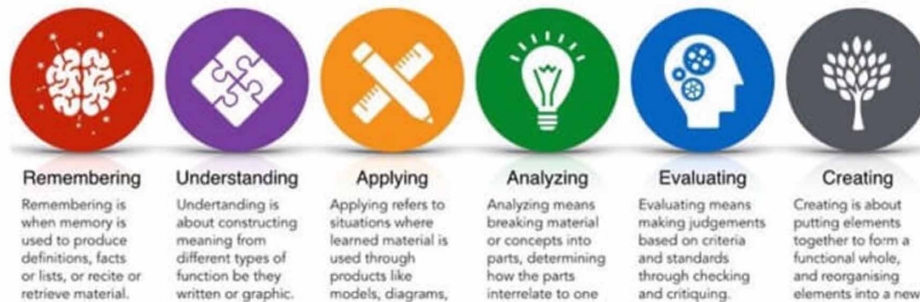 Remembering
Remembering is
when memory is
used to produce
definitions, facts
or lists, or recite or
retrieve material.
Understanding
Undertanding is
about constructing
meaning from
different types of
function be they
written or graphic.
Applying
Applying refers to
situations where
learned material is
used through
products like
models, diagrams,
Analyzing
Analyzing means
breaking material
or concepts into
parts, determining
how the parts
interrelate to one
Evaluating
Evaluating means
making judgements
based on criteria
and standards
through checking
and critiquing.
Creating
Creating is about
putting elements
together to form a
functional whole,
and reorganising
elements into a new